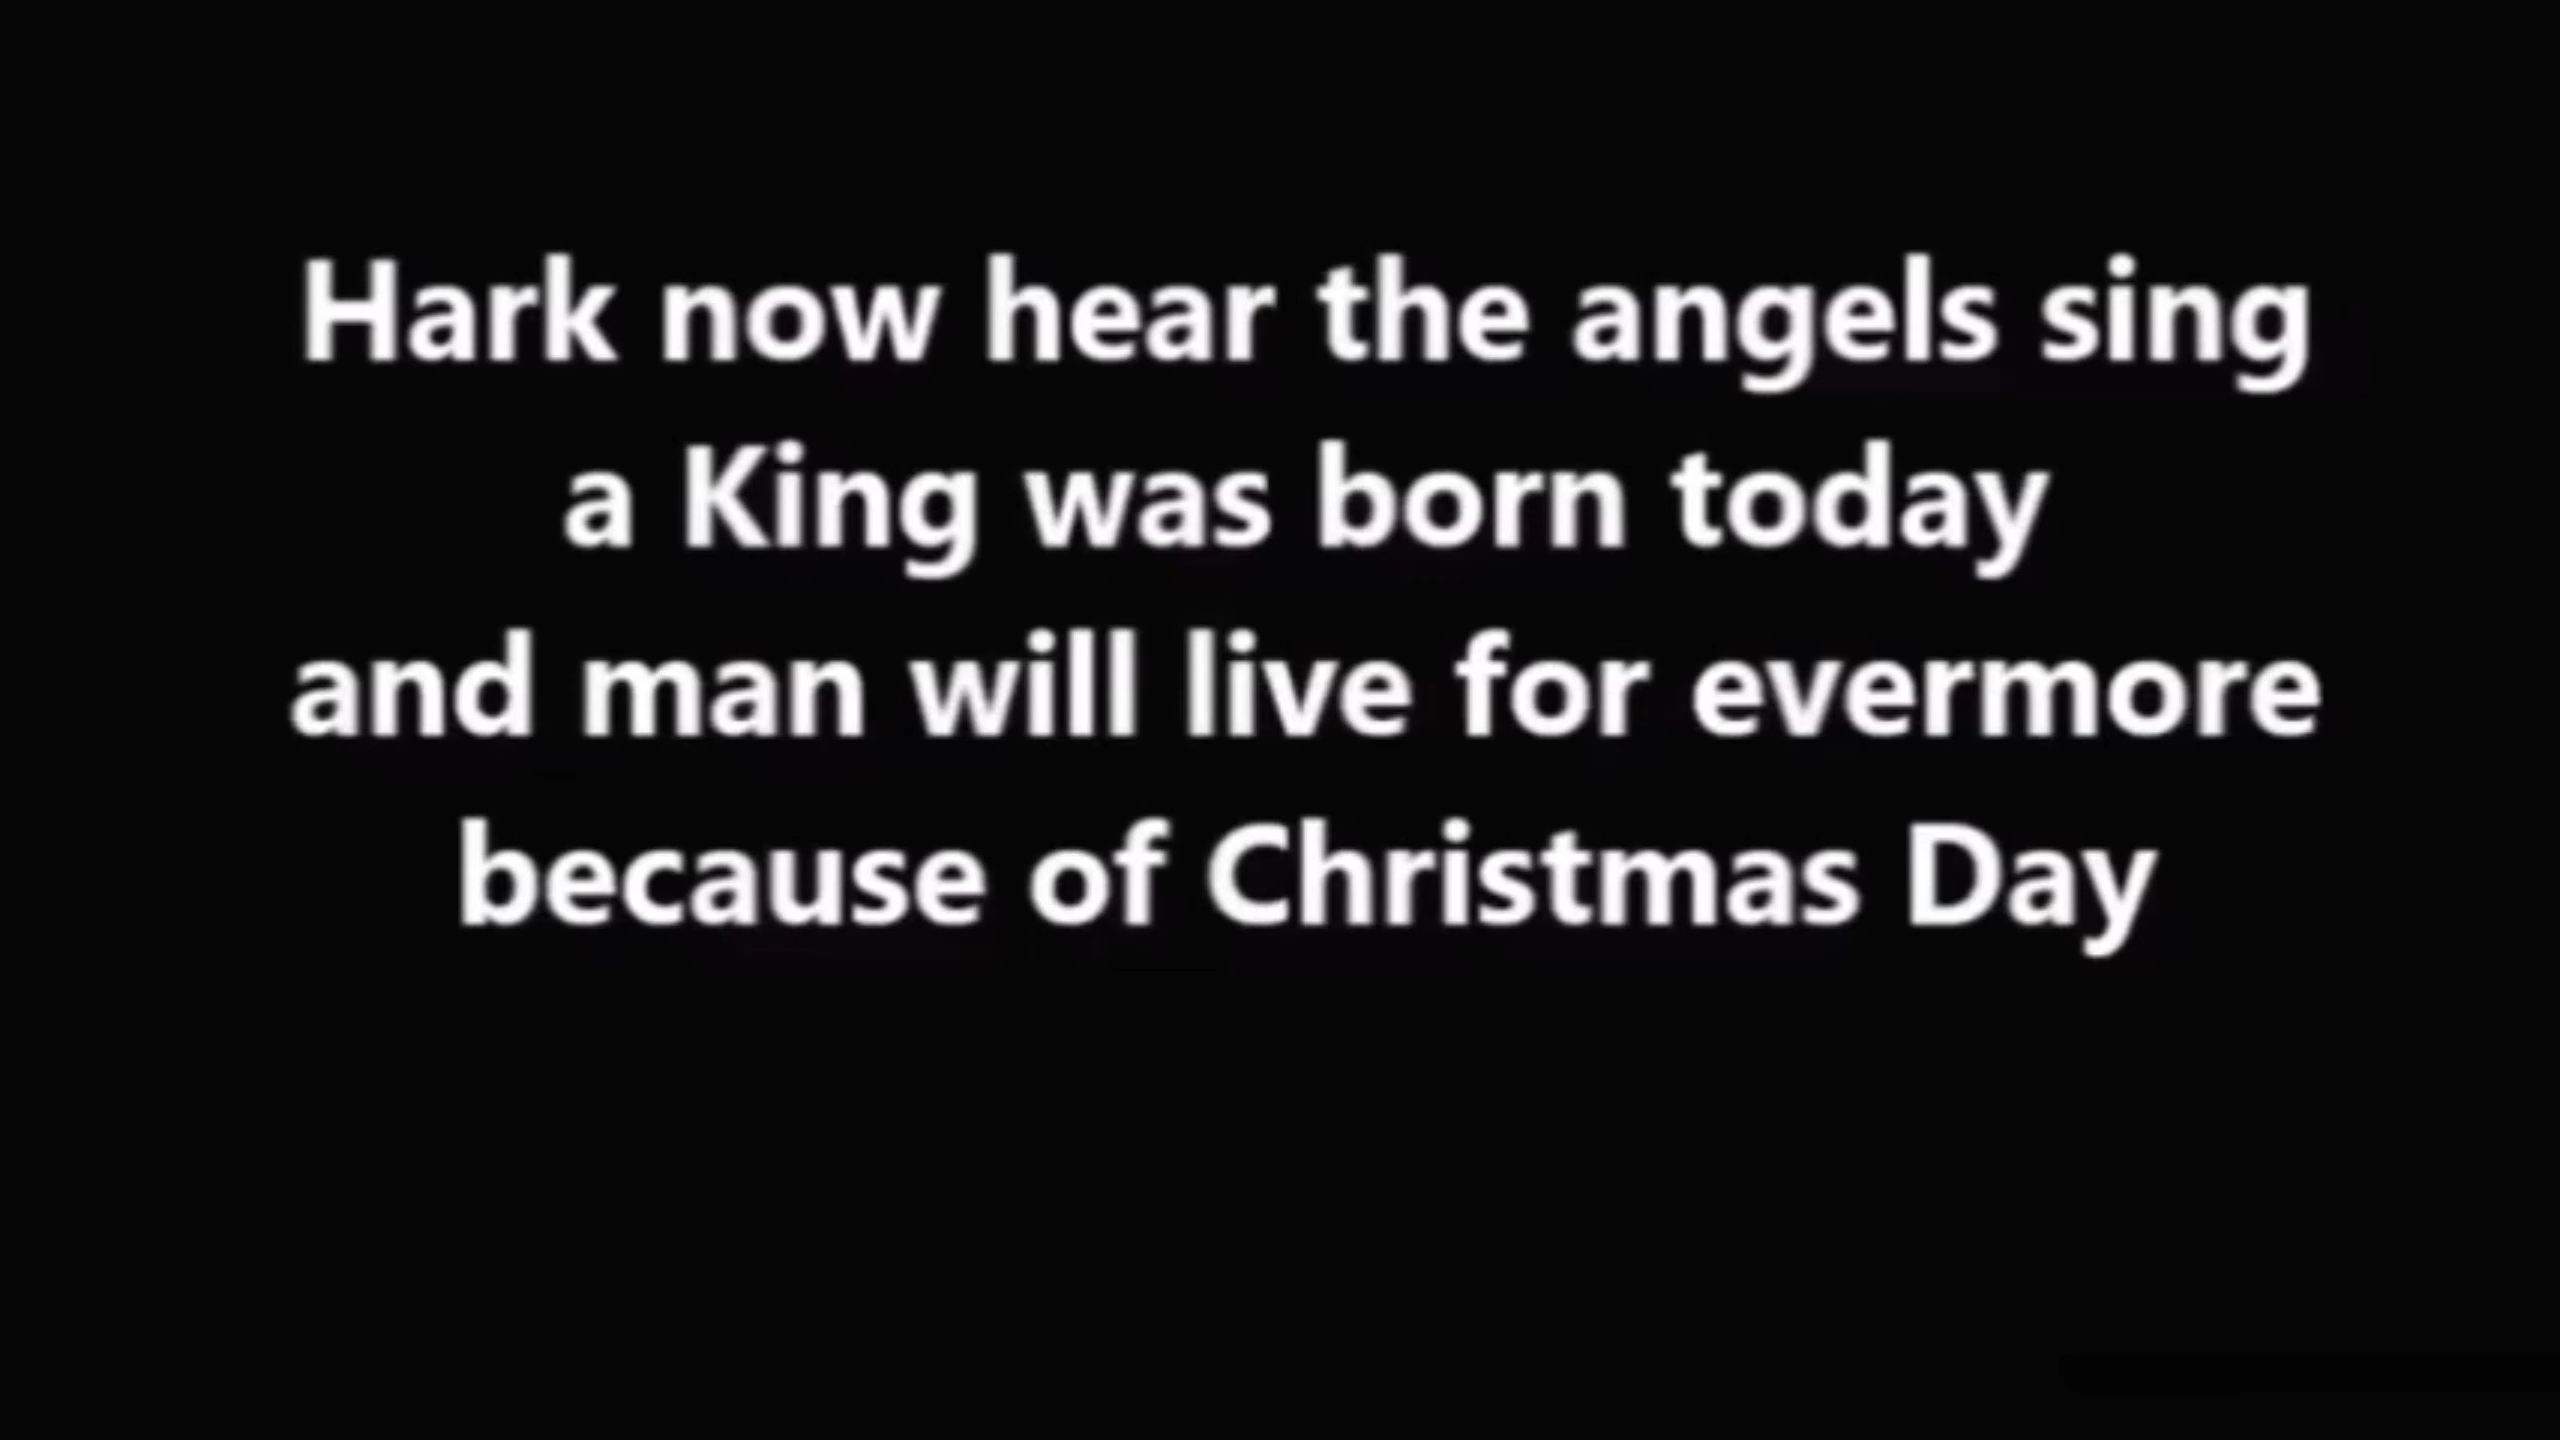 Hark now hear the angels sing
a King was born today
and man will live for evermore
because of Christmas Day